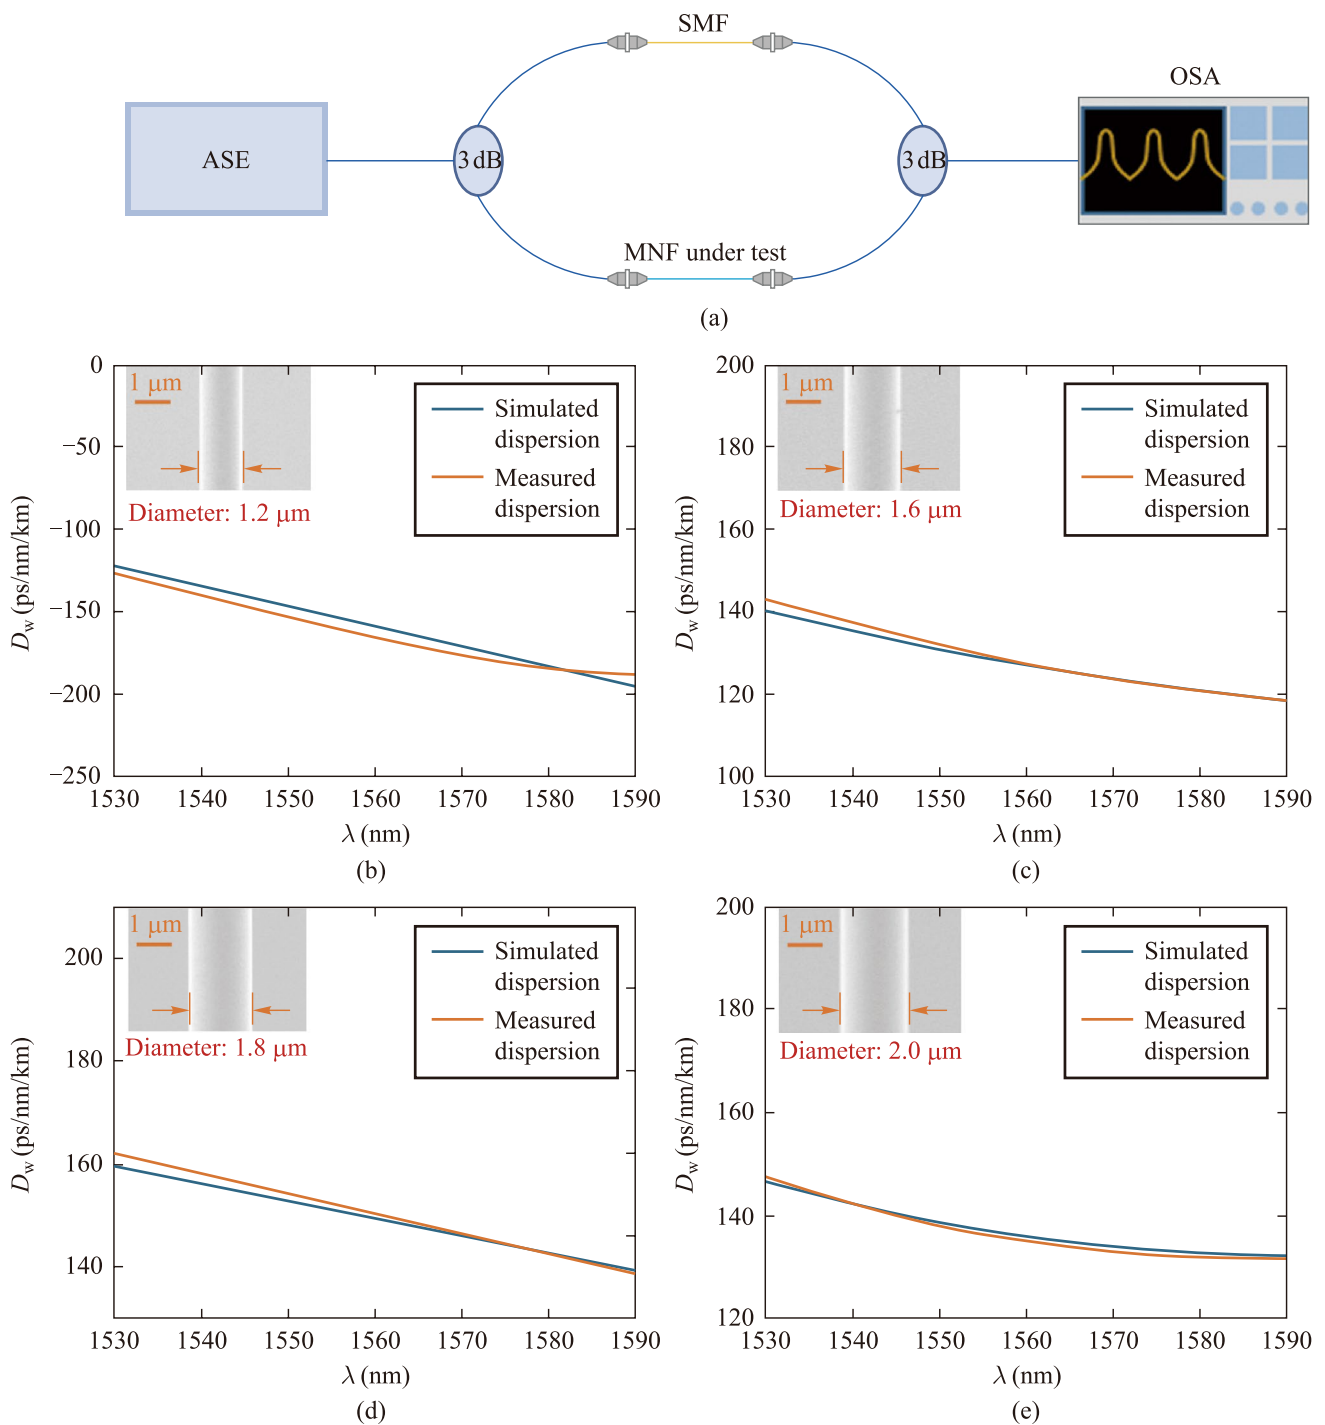 SMF
OSA
ASE
3 dB
3 dB
MNF under test
(a)
0
−50
−100
−150
−200
−250
D_w (ps/nm/km)
1 μm
Diameter: 1.2 μm
Simulated
dispersion
Measured
dispersion
1530 1540 1550 1560 1570 1580 1590
λ (nm)
(b)
200
180
160
140
120
100
D_w (ps/nm/km)
1 μm
Diameter: 1.6 μm
Simulated
dispersion
Measured
dispersion
1530 1540 1550 1560 1570 1580 1590
λ (nm)
(c)
200
180
160
140
D_w (ps/nm/km)
1 μm
Diameter: 1.8 μm
Simulated
dispersion
Measured
dispersion
1530 1540 1550 1560 1570 1580 1590
λ (nm)
(d)
200
180
160
140
120
D_w (ps/nm/km)
1 μm
Diameter: 2.0 μm
Simulated
dispersion
Measured
dispersion
1530 1540 1550 1560 1570 1580 1590
λ (nm)
(e)